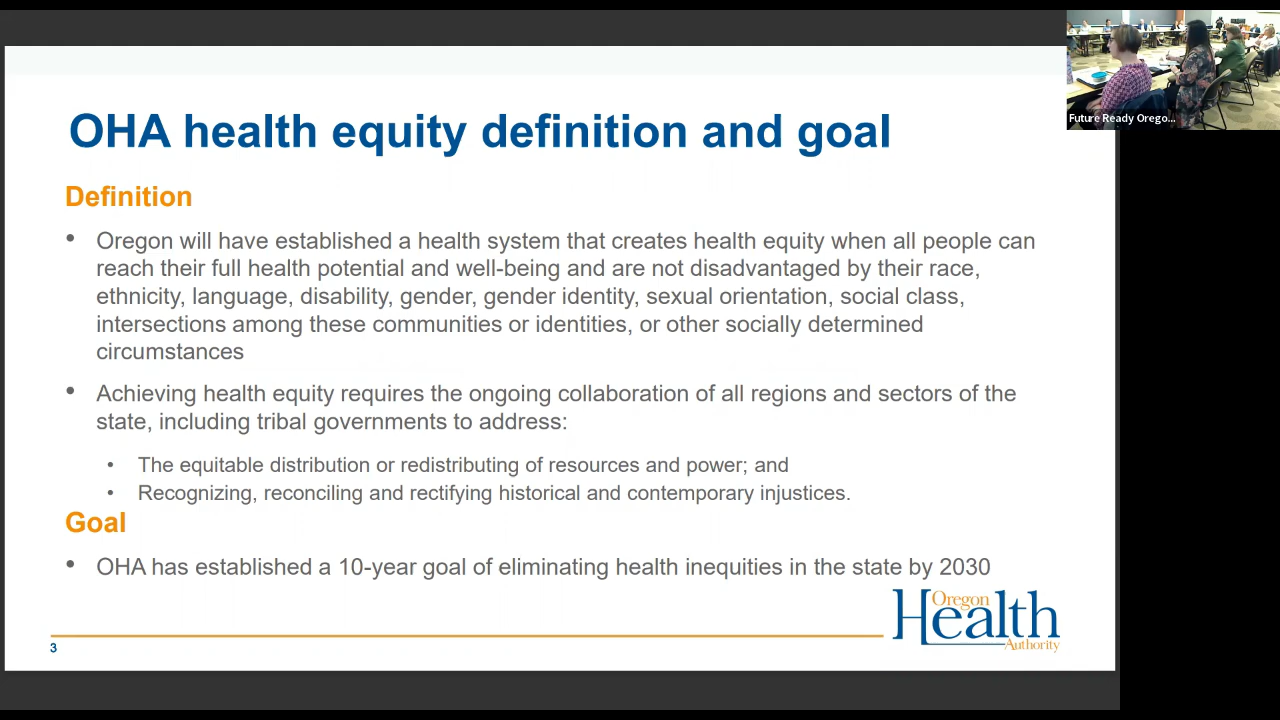 Future Ready Orego...
OHA health equity definition and goal
Definition
• Oregon will have established a health system that creates health equity when all people can
reach their full health potential and well-being and are not disadvantaged by their race,
ethnicity, language, disability, gender, gender identity, sexual orientation, social class,
intersections among these communities or identities, or other socially determined
circumstances
• Achieving health equity requires the ongoing collaboration of all regions and sectors of the
state, including tribal governments to address:
• The equitable distribution or redistributing of resources and power; and
• Recognizing, reconciling and rectifying historical and contemporary injustices.
Goal
• OHA has established a 10-year goal of eliminating health inequities in the state by 2030
Oregon
Health
Authority
3